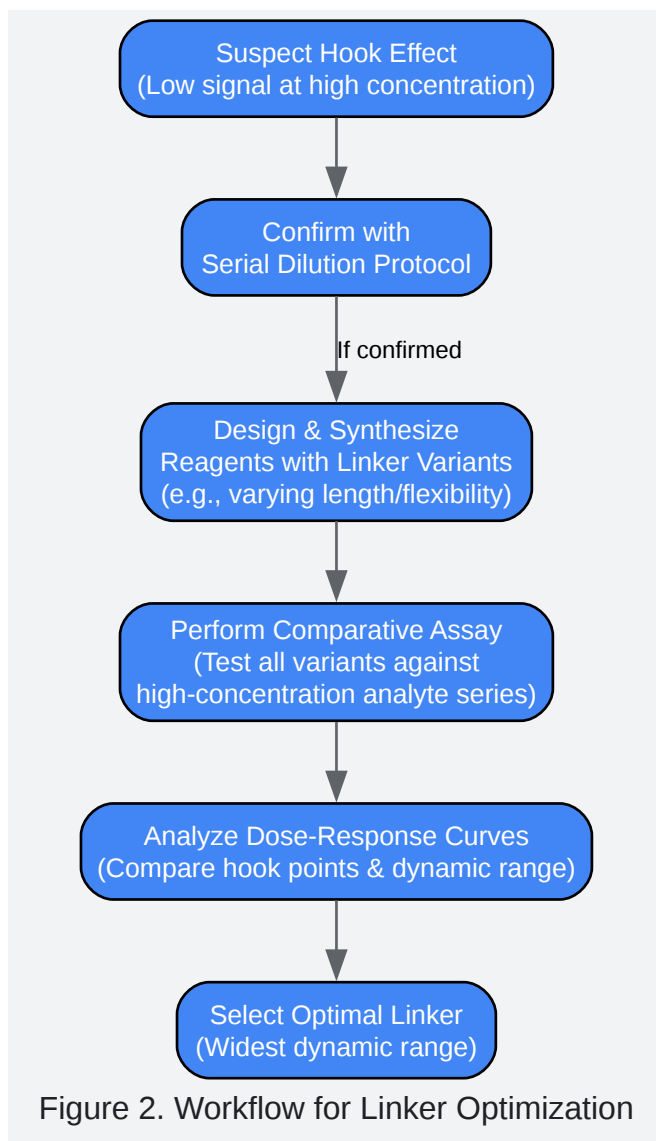 Suspect Hook Effect
(Low signal at high concentration)
Confirm with
Serial Dilution Protocol
If confirmed
Design & Synthesize
Reagents with Linker Variants
(e.g., varying length/flexibility)
Perform Comparative Assay
(Test all variants against
high-concentration analyte series)
Analyze Dose-Response Curves
(Compare hook points & dynamic range)
Select Optimal Linker
(Widest dynamic range)
Figure 2. Workflow for Linker Optimization